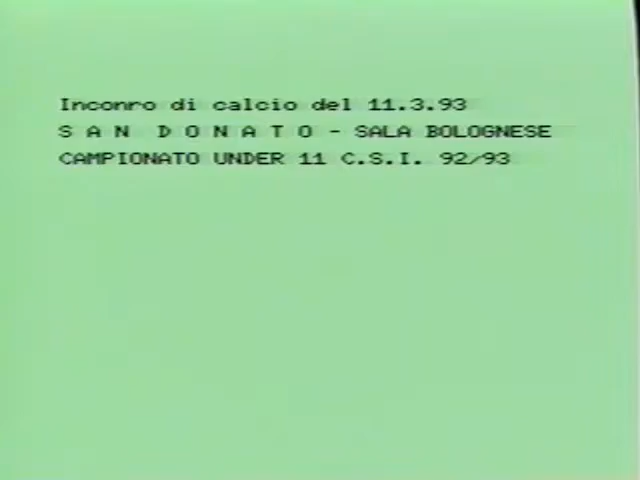 Inconro di calcio del 11.3.93
S A N  D O N A T O - SALA BOLOGNESE
CAMPIONATO UNDER 11 C.S.I. 92/93